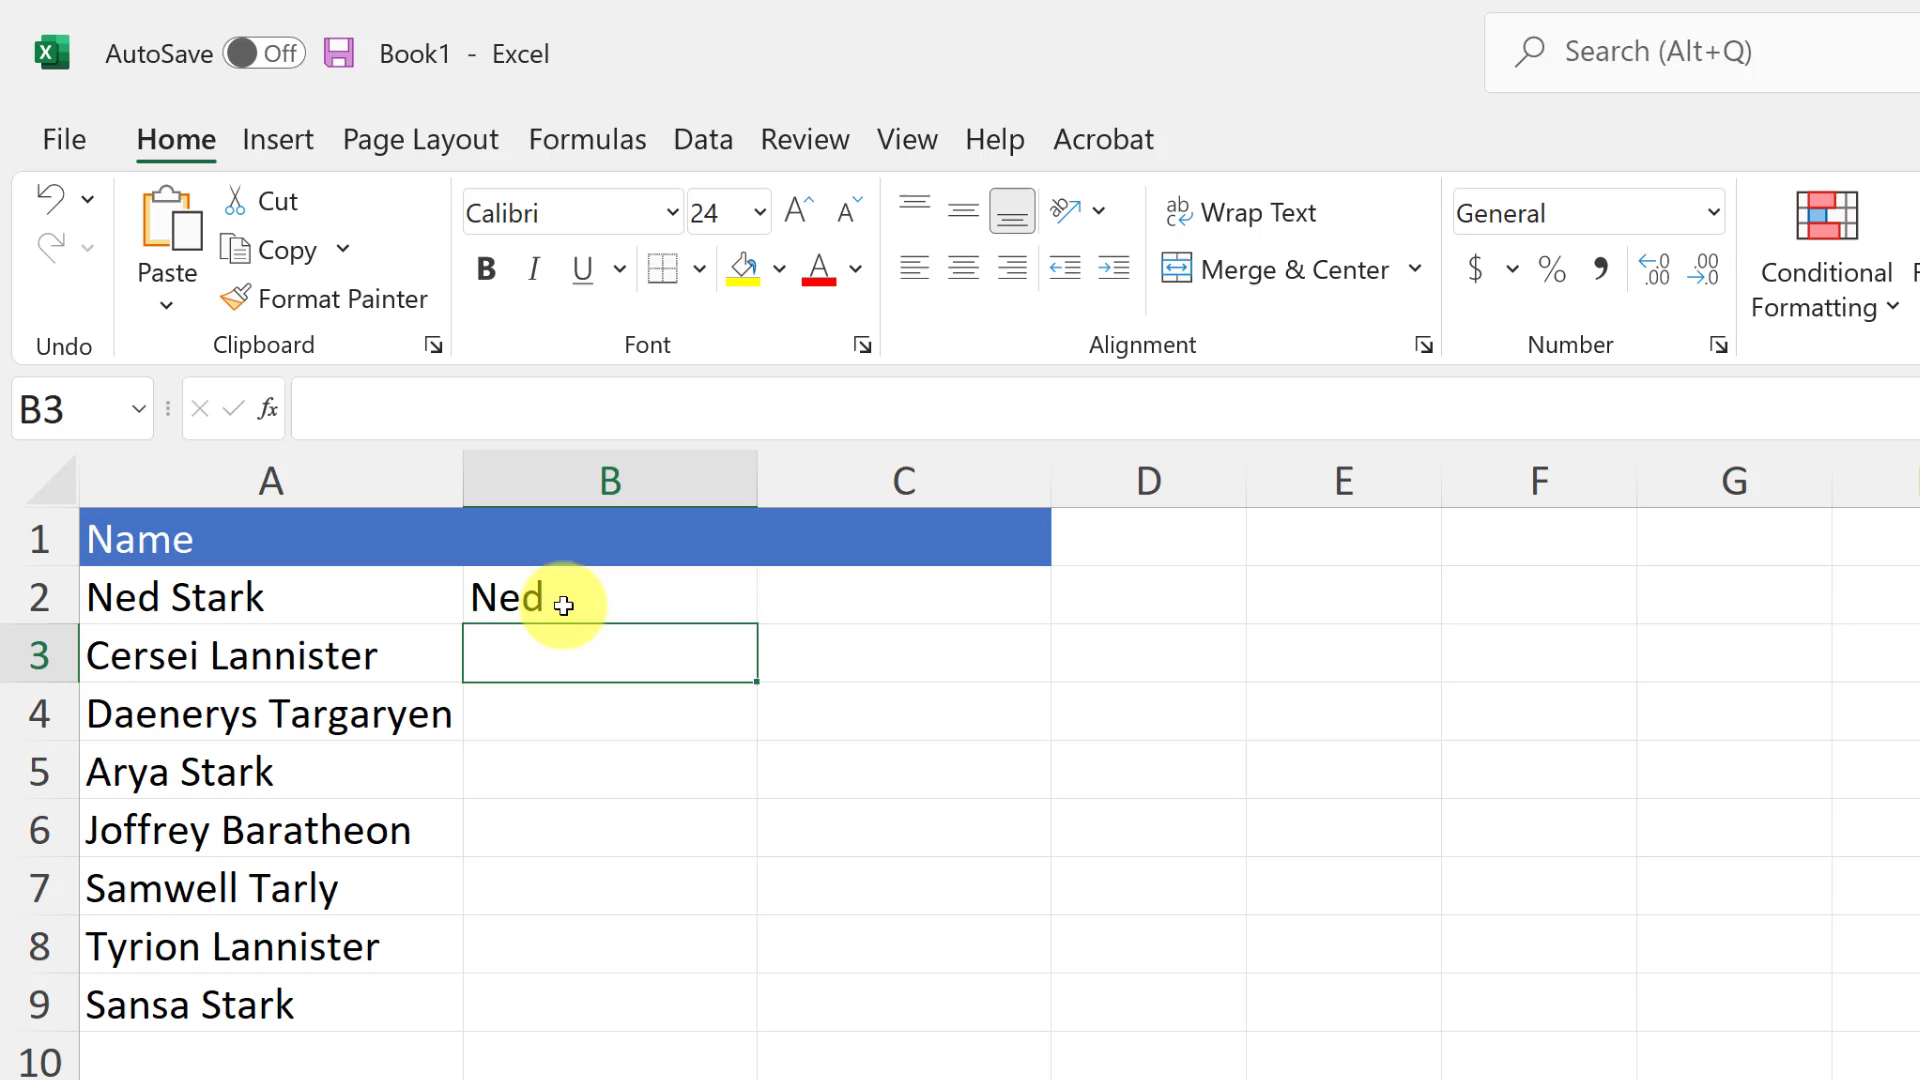 AutoSave Off Book1 - Excel Search (Alt+Q)
File Home Insert Page Layout Formulas Data Review View Help Acrobat
Undo
Paste
Cut
Copy
Format Painter
Clipboard
Calibri 24
B I U A
Font
ab Wrap Text
Merge & Center
Alignment
General
$ % , .00 .00
Number
Conditional
Formatting
B3 fx
A B C D E F G
1 Name
2 Ned Stark Ned
3 Cersei Lannister
4 Daenerys Targaryen
5 Arya Stark
6 Joffrey Baratheon
7 Samwell Tarly
8 Tyrion Lannister
9 Sansa Stark
10